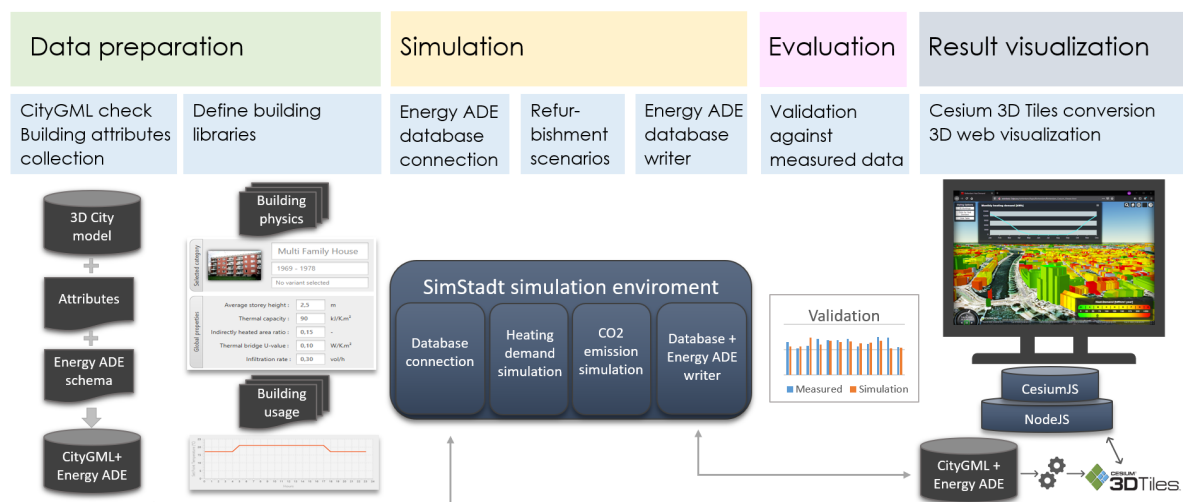 Data preparation
Simulation
Evaluation
Result visualization
CityGML check
Building attributes
collection
Define building
libraries
Energy ADE
database
connection
Refur-
bishment
scenarios
Energy ADE
database
writer
Validation
against
measured data
Cesium 3D Tiles conversion
3D web visualization
3D City
model
Attributes
Energy ADE
schema
CityGML+
Energy ADE
Building
physics
Selected category
Multi Family House
1969 - 1978
No variant selected
Global properties
Average storey height : 2,5 m
Thermal capacity : 90 kJ/K.m²
Indirectly heated area ratio : 0,15 -
Thermal bridge U-value : 0,10 W/K.m²
Infiltration rate : 0,30 vol/h
Building
usage
SimStadt simulation enviroment
Database
connection
Heating
demand
simulation
CO2
emission
simulation
Database +
Energy ADE
writer
Validation
Measured
Simulation
CesiumJS
NodeJS
CityGML +
Energy ADE
CESIUM
3DTiles